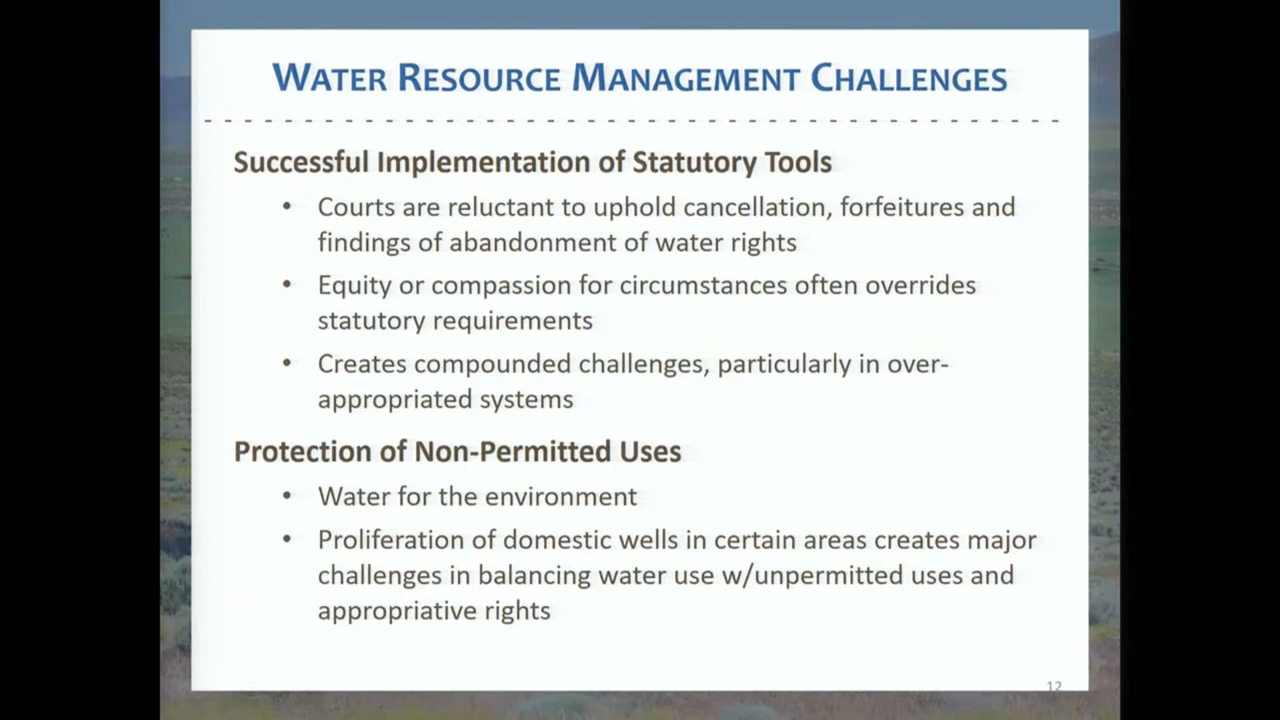 WATER RESOURCE MANAGEMENT CHALLENGES
Successful Implementation of Statutory Tools
• Courts are reluctant to uphold cancellation, forfeitures and
findings of abandonment of water rights
• Equity or compassion for circumstances often overrides
statutory requirements
• Creates compounded challenges, particularly in over-
appropriated systems
Protection of Non-Permitted Uses
• Water for the environment
• Proliferation of domestic wells in certain areas creates major
challenges in balancing water use w/unpermitted uses and
appropriative rights
12